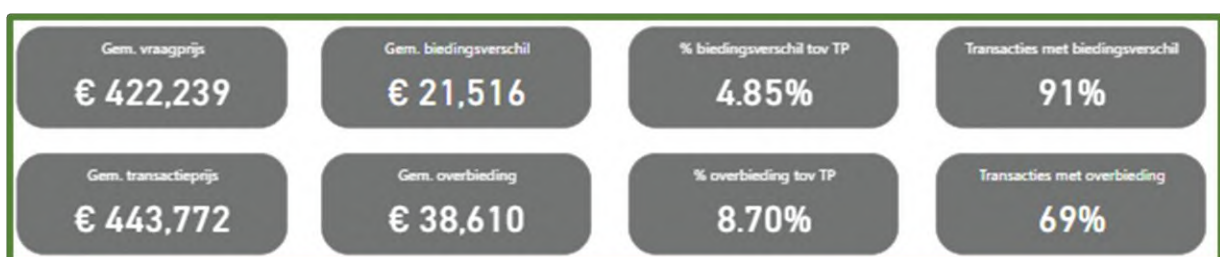 Gem. vraagprijs
€ 422,239
Gem. biedingsverschil
€ 21,516
% biedingsverschil tov TP
4.85%
Transacties met biedingsverschil
91%
Gem. transactieprijs
€ 443,772
Gem. overbieding
€ 38,610
% overbieding tov TP
8.70%
Transacties met overbieding
69%